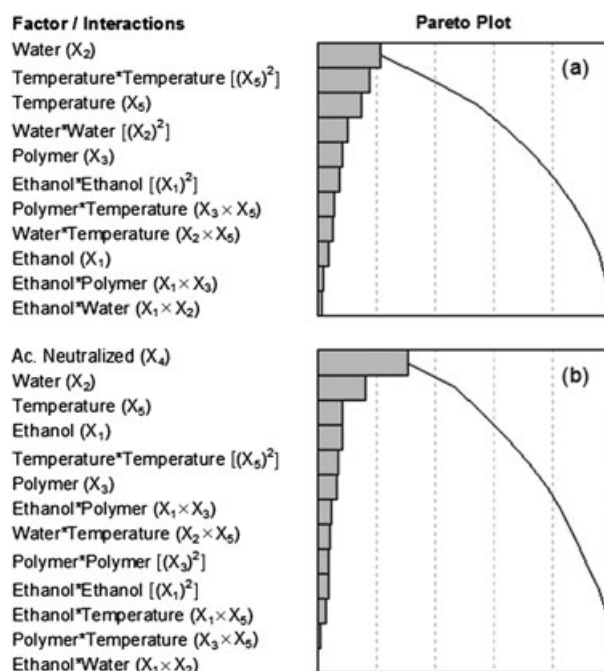 Factor / Interactions Pareto Plot
Water (X₂)
(a)
Temperature*Temperature [(X₅)²]
Temperature (X₅)
Water*Water [(X₂)²]
Polymer (X₃)
Ethanol*Ethanol [(X₁)²]
Polymer*Temperature (X₃ × X₅)
Water*Temperature (X₂ × X₅)
Ethanol (X₁)
Ethanol*Polymer (X₁ × X₃)
Ethanol*Water (X₁ × X₂)
Ac. Neutralized (X₄)
(b)
Water (X₂)
Temperature (X₅)
Ethanol (X₁)
Temperature*Temperature [(X₅)²]
Polymer (X₃)
Ethanol*Polymer (X₁ × X₃)
Water*Temperature (X₂ × X₅)
Polymer*Polymer [(X₃)²]
Ethanol*Ethanol [(X₁)²]
Ethanol*Temperature (X₁ × X₅)
Polymer*Temperature (X₃ × X₅)
Ethanol*Water (X₁ × X₂)